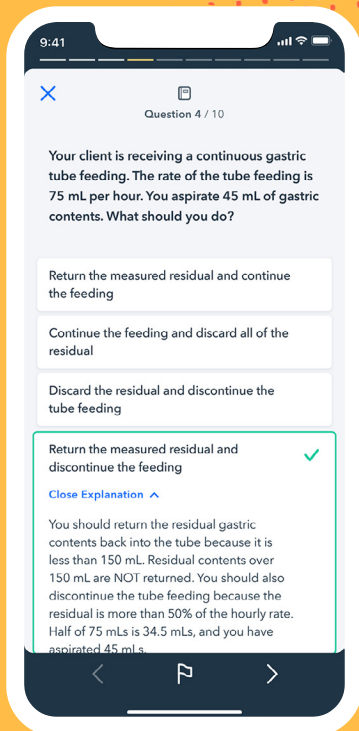 9:41
Question 4 / 10
Your client is receiving a continuous gastric
tube feeding. The rate of the tube feeding is
75 mL per hour. You aspirate 45 mL of gastric
contents. What should you do?
Return the measured residual and continue
the feeding
Continue the feeding and discard all of the
residual
Discard the residual and discontinue the
tube feeding
Return the measured residual and
discontinue the feeding
Close Explanation
You should return the residual gastric
contents back into the tube because it is
less than 150 mL. Residual contents over
150 mL are NOT returned. You should also
discontinue the tube feeding because the
residual is more than 50% of the hourly rate.
Half of 75 mLs is 34.5 mLs, and you have
aspirated 45 mLs.